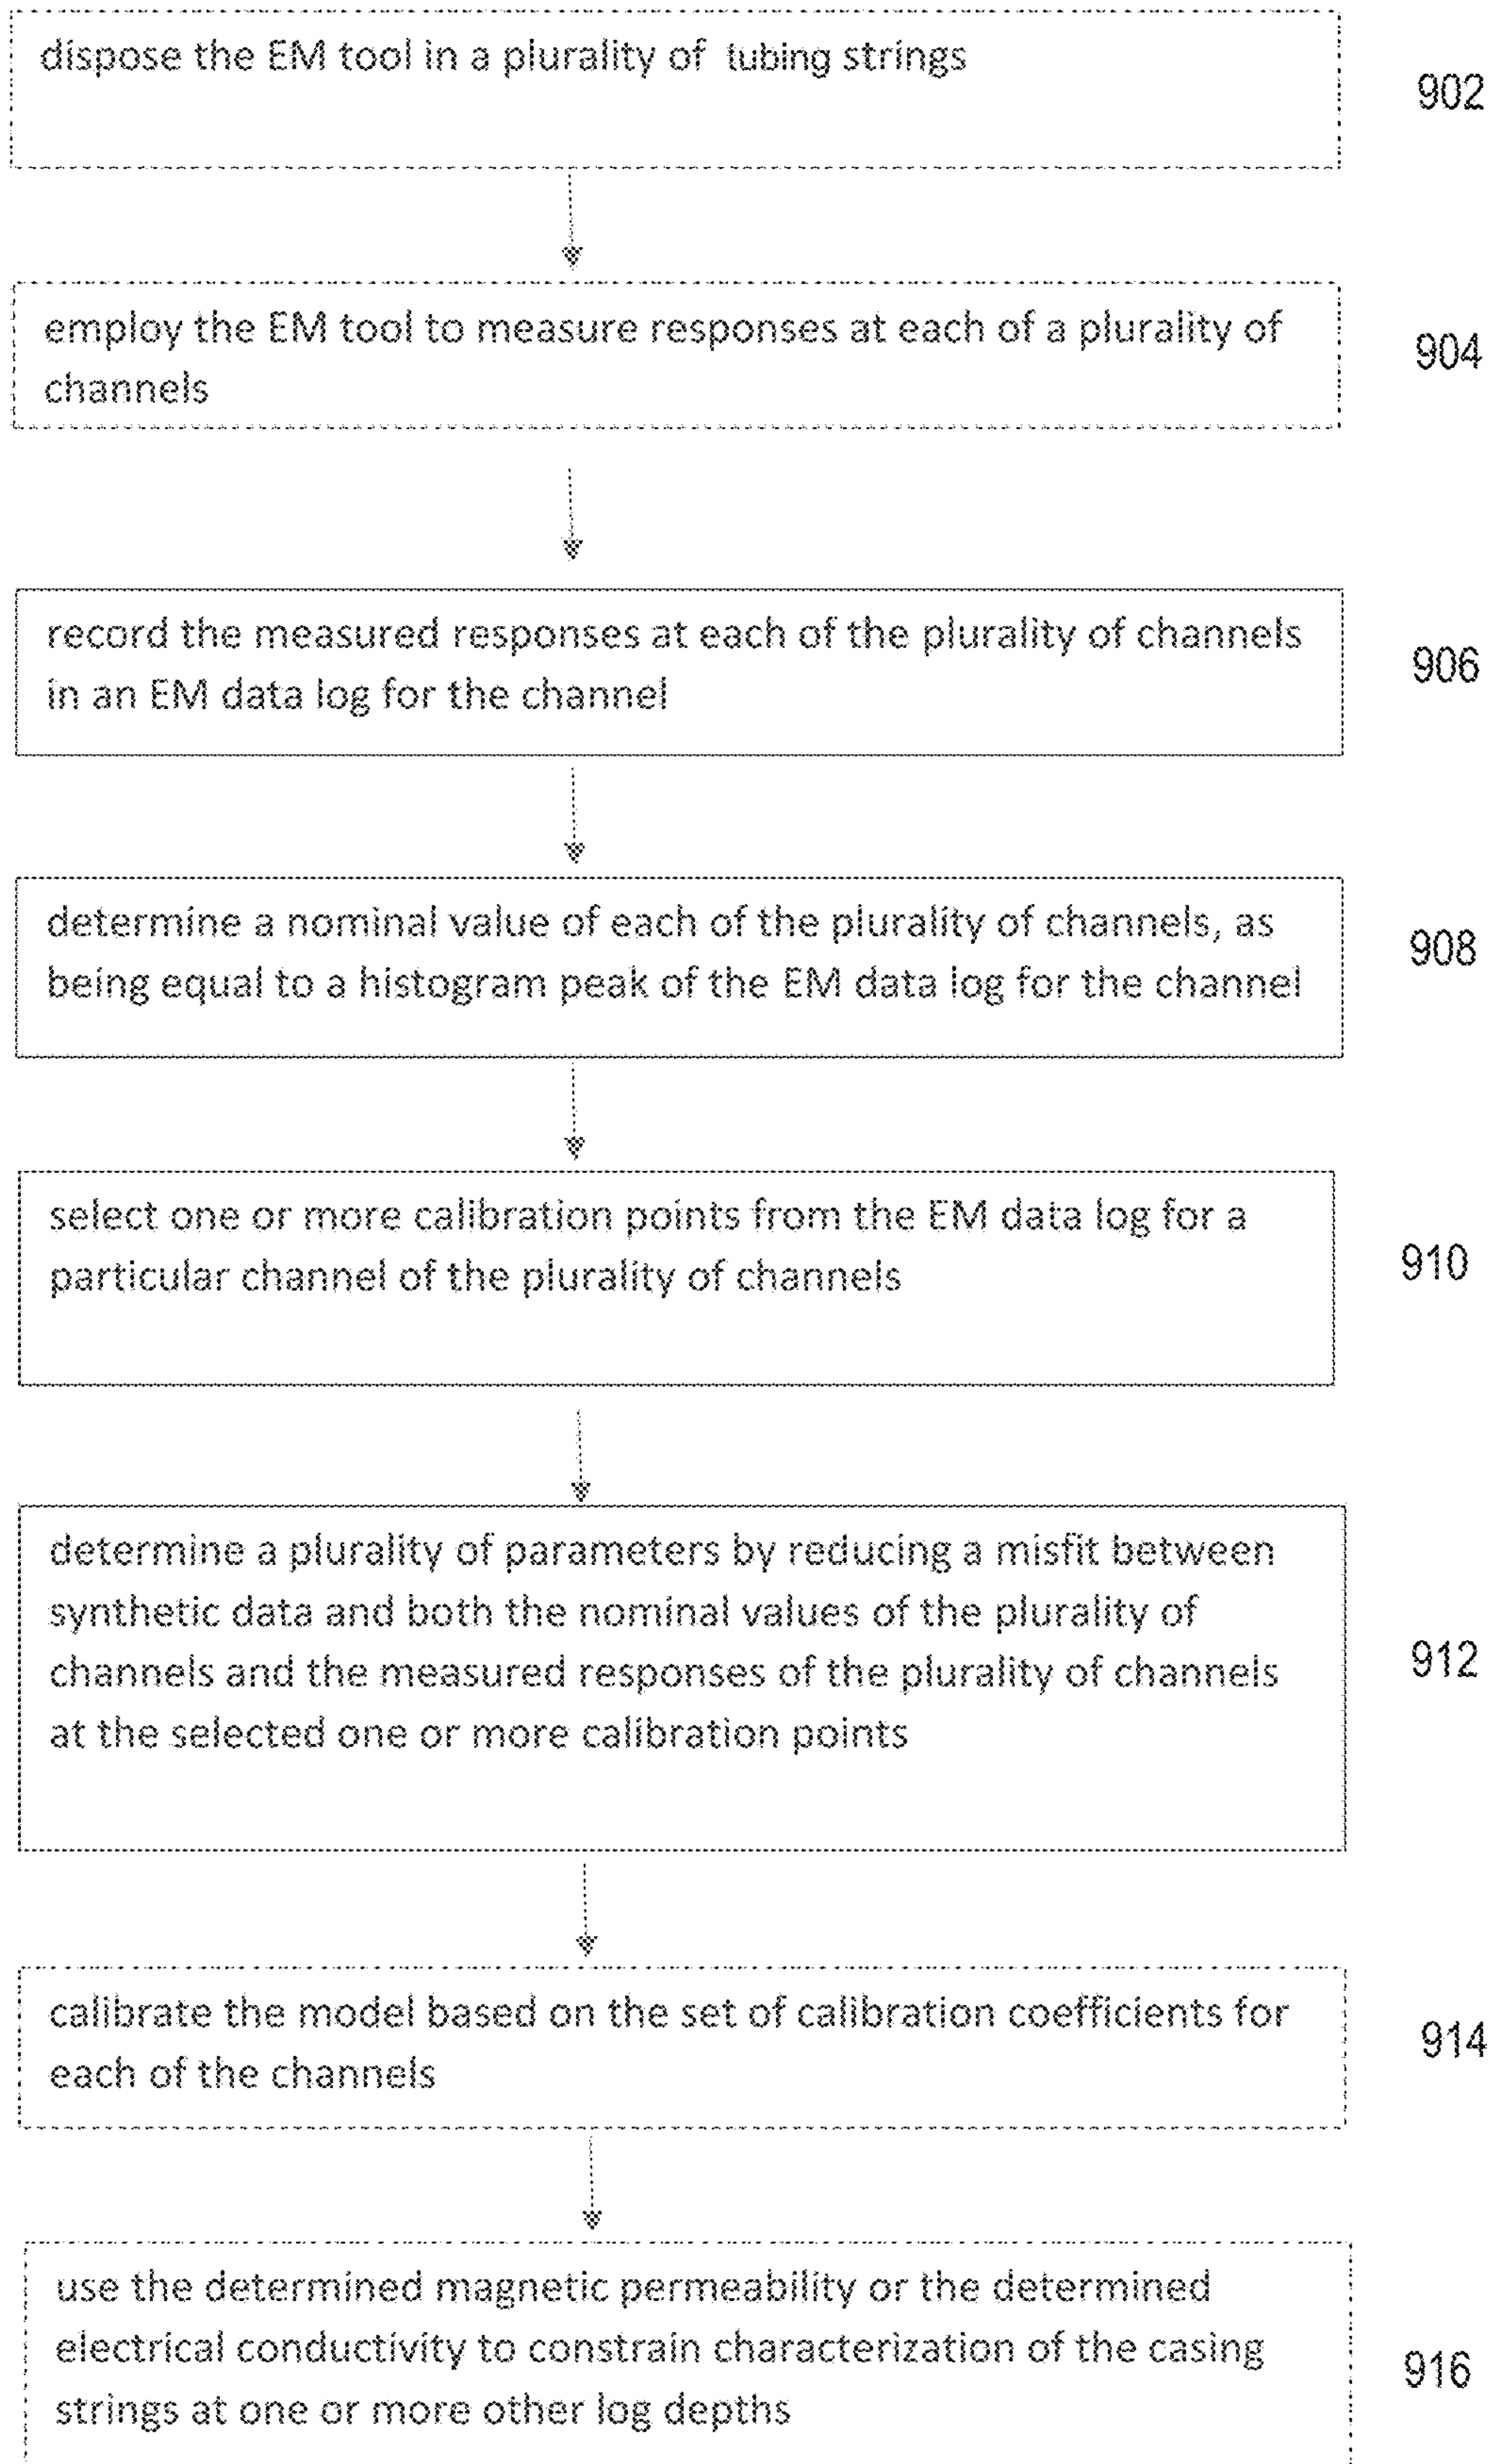 dispose the EM tool in a plurality of tubing strings
902
employ the EM tool to measure responses at each of a plurality of
channels
904
record the measured responses at each of the plurality of channels
in an EM data log for the channel
906
determine a nominal value of each of the plurality of channels, as
being equal to a histogram peak of the EM data log for the channel
908
select one or more calibration points from the EM data log for a
particular channel of the plurality of channels
910
determine a plurality of parameters by reducing a misfit between
synthetic data and both the nominal values of the plurality of
channels and the measured responses of the plurality of channels
at the selected one or more calibration points
912
calibrate the model based on the set of calibration coefficients for
each of the channels
914
use the determined magnetic permeability or the determined
electrical conductivity to constrain characterization of the casing
strings at one or more other log depths
916